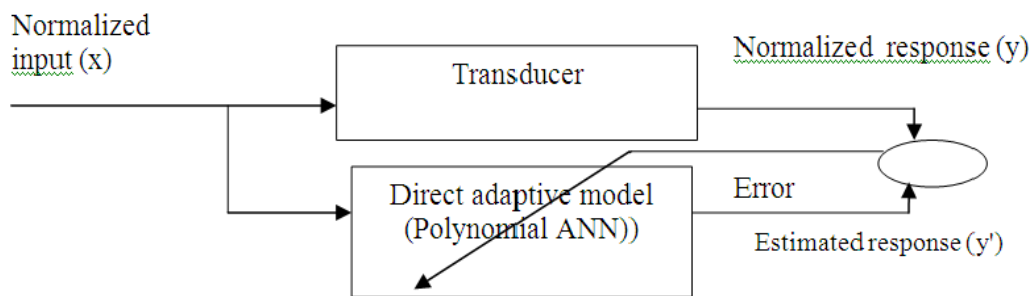 Normalized
input (x)
Transducer
Normalized response (y)
Direct adaptive model
(Polynomial ANN))
Error
Estimated response (y')